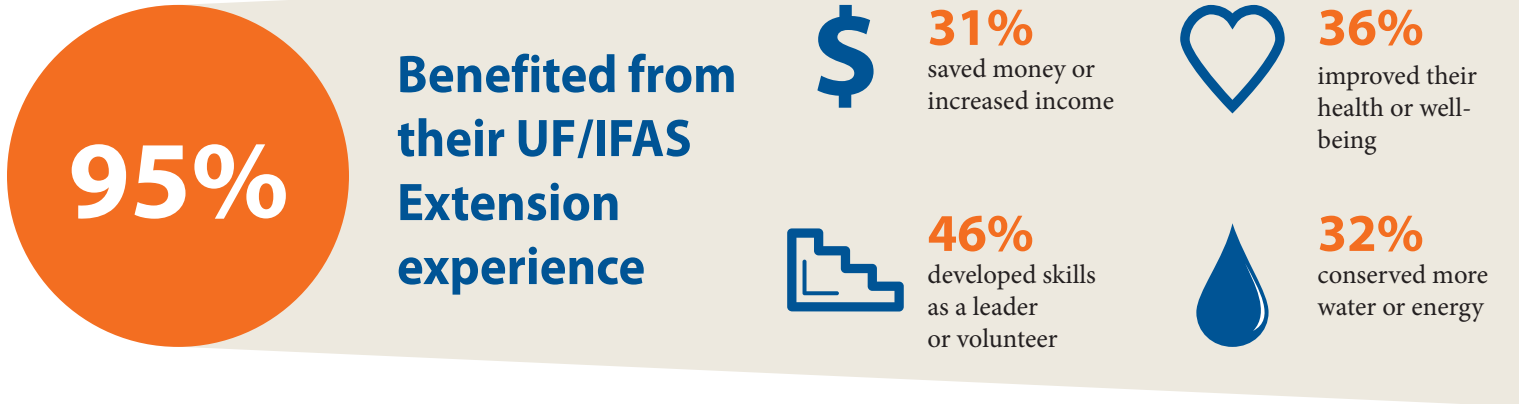 95%
Benefited from
their UF/IFAS
Extension
experience
$
31%
saved money or
increased income
36%
improved their
health or well-
being
46%
developed skills
as a leader
or volunteer
32%
conserved more
water or energy